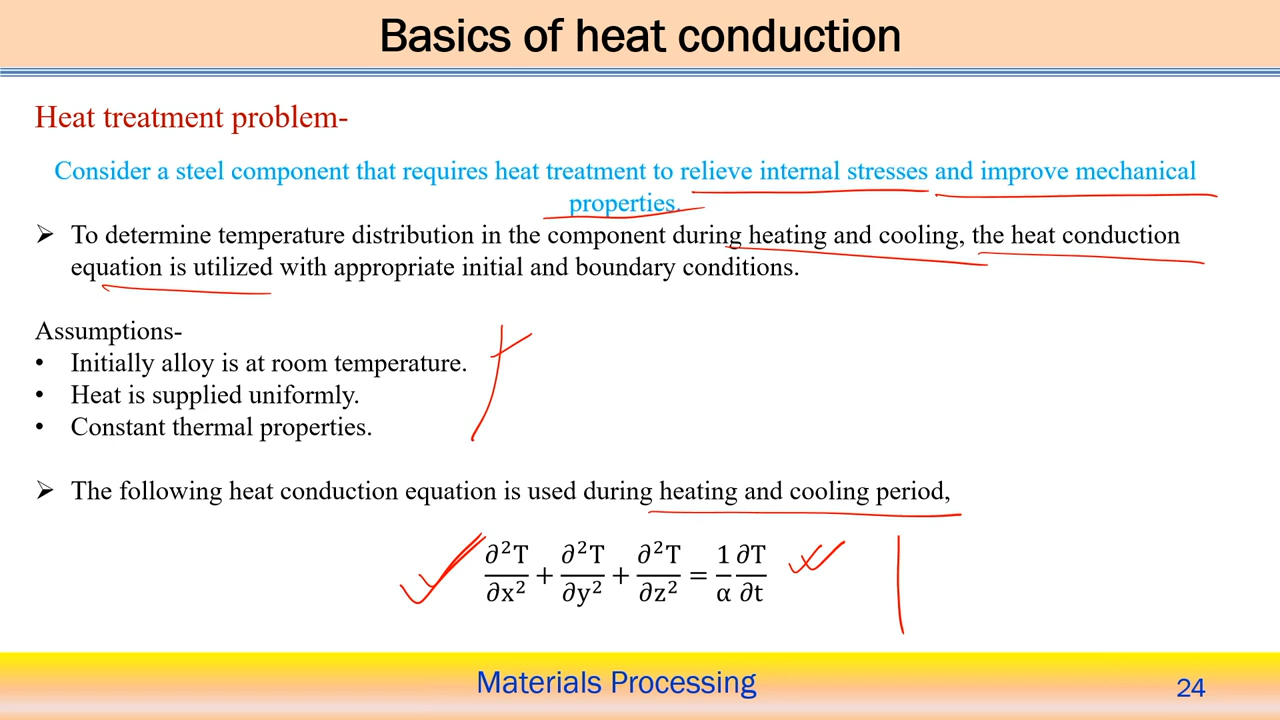 Basics of heat conduction
Heat treatment problem-
Consider a steel component that requires heat treatment to relieve internal stresses and improve mechanical
properties.
➤ To determine temperature distribution in the component during heating and cooling, the heat conduction
equation is utilized with appropriate initial and boundary conditions.
Assumptions-
• Initially alloy is at room temperature.
• Heat is supplied uniformly.
• Constant thermal properties.
➤ The following heat conduction equation is used during heating and cooling period,
∂²T/∂x² + ∂²T/∂y² + ∂²T/∂z² = 1/α ∂T/∂t
Materials Processing
24